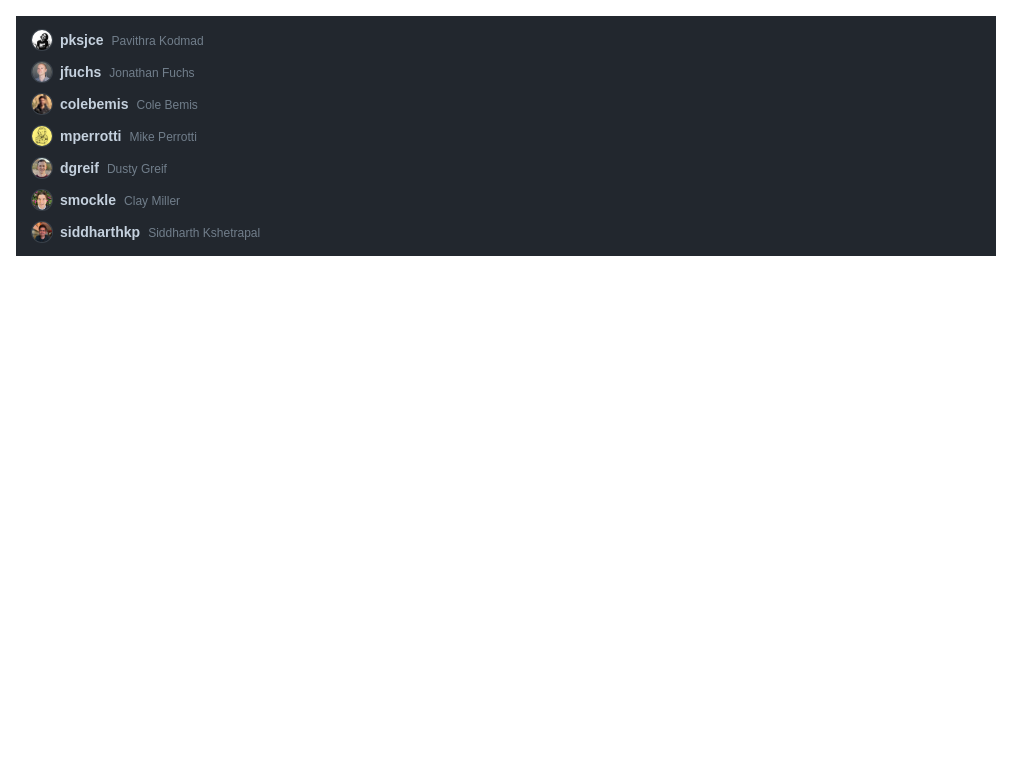 pksjce Pavithra Kodmad
jfuchs Jonathan Fuchs
colebemis Cole Bemis
mperrotti Mike Perrotti
dgreif Dusty Greif
smockle Clay Miller
siddharthkp Siddharth Kshetrapal